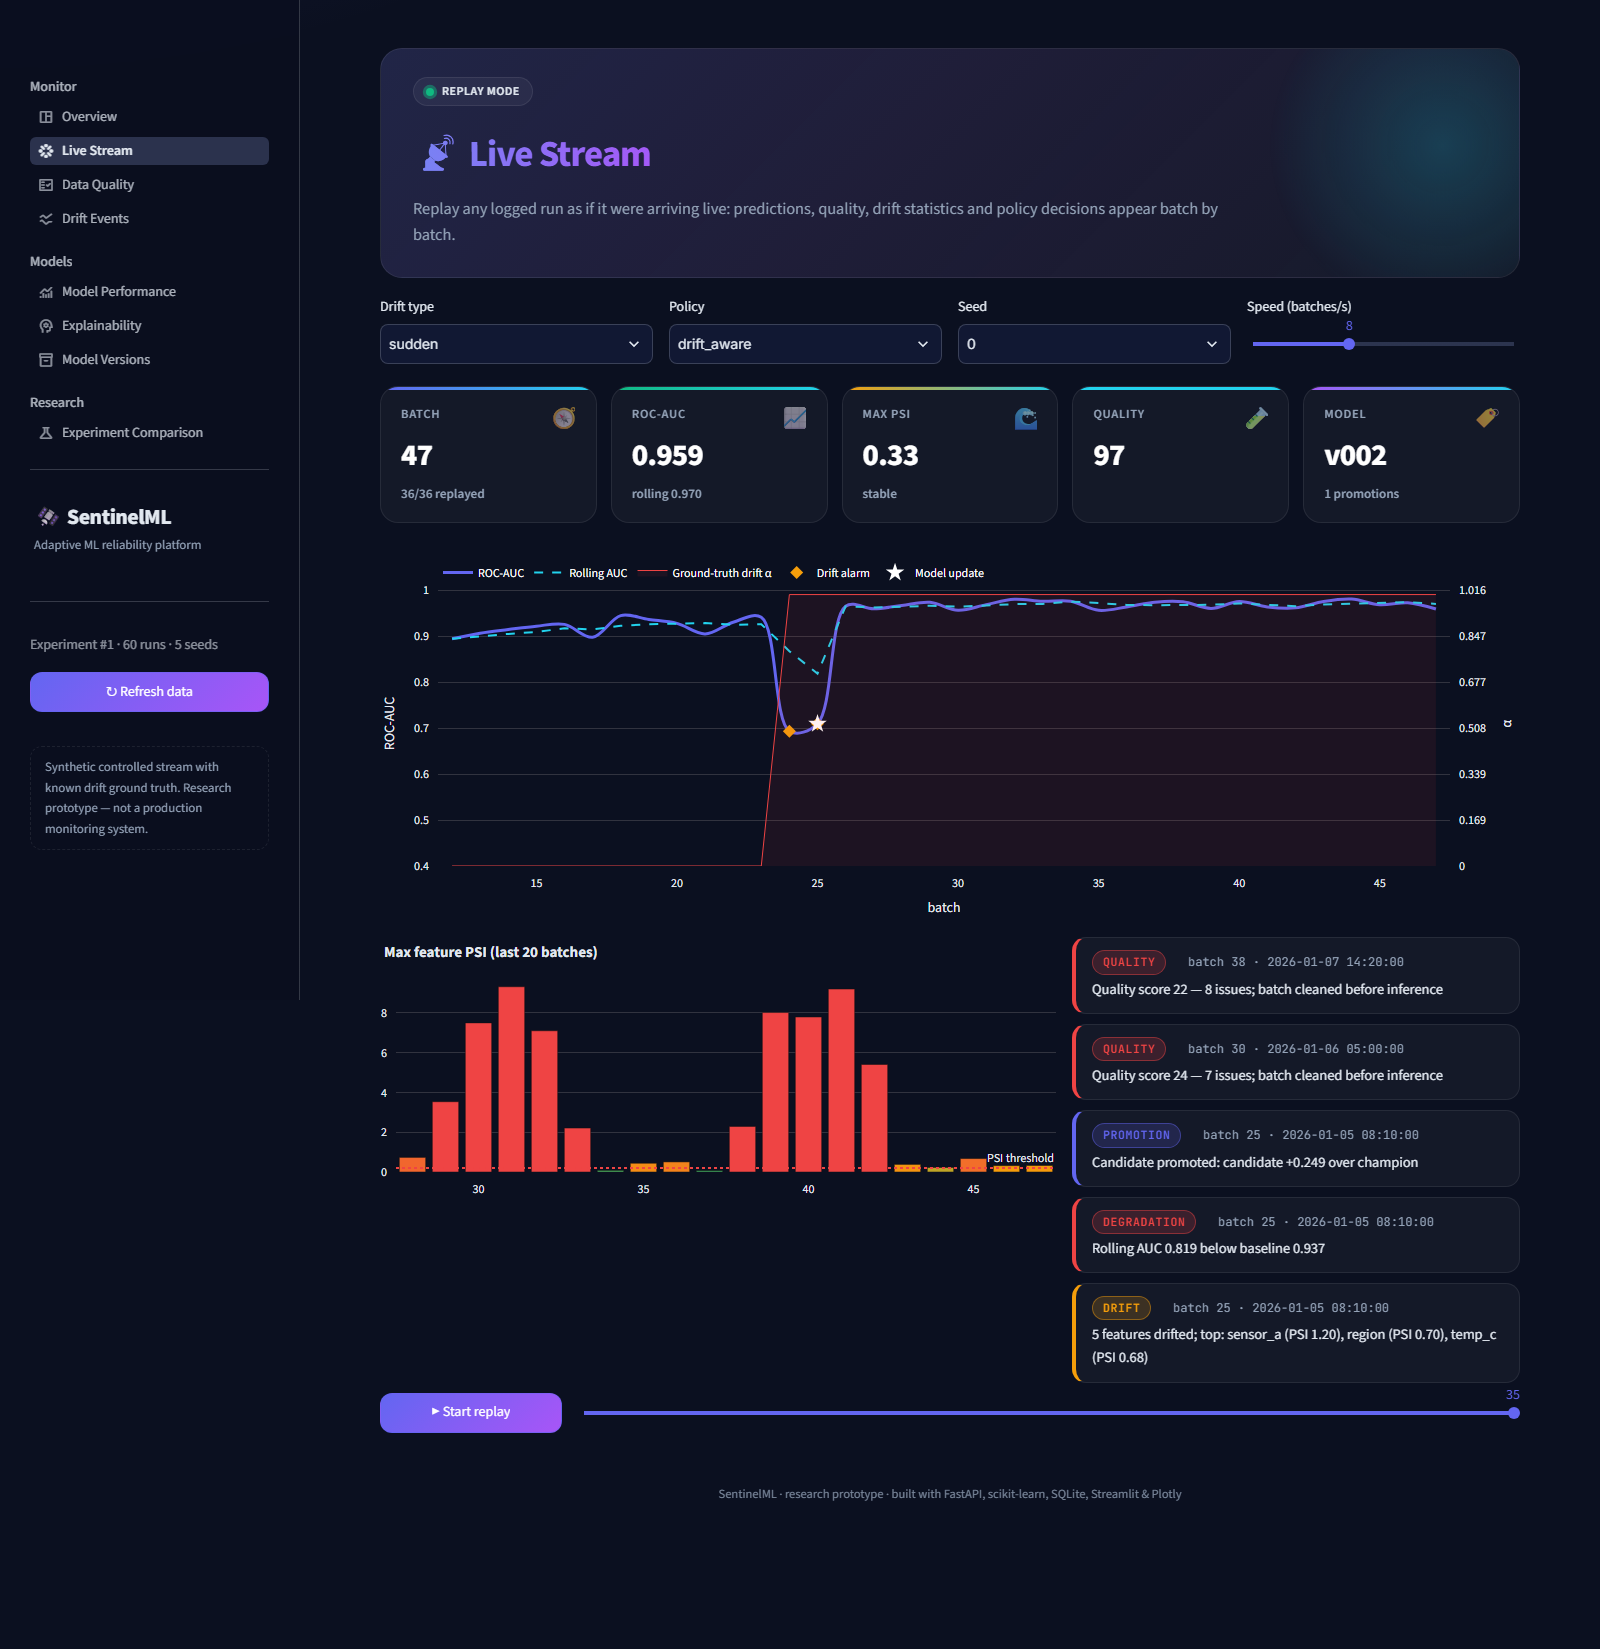 Monitor
Overview
Live Stream
Data Quality
Drift Events
Models
Model Performance
Explainability
Model Versions
Research
Experiment Comparison
SentinelML
Adaptive ML reliability platform
Experiment #1 · 60 runs · 5 seeds
↻ Refresh data
Synthetic controlled stream with
known drift ground truth. Research
prototype — not a production
monitoring system.
REPLAY MODE
Live Stream
Replay any logged run as if it were arriving live: predictions, quality, drift statistics and policy decisions appear batch by
batch.
Drift type
Policy
Seed
Speed (batches/s)
8
sudden
drift_aware
0
BATCH
47
36/36 replayed
ROC-AUC
0.959
rolling 0.970
MAX PSI
0.33
stable
QUALITY
97
MODEL
v002
1 promotions
ROC-AUC
Rolling AUC
Ground-truth drift α
Drift alarm
Model update
1
0.9
0.8
0.7
0.6
0.5
0.4
ROC-AUC
1.016
0.847
0.677
0.508
0.339
0.169
0
α
15 20 25 30 35 40 45
batch
Max feature PSI (last 20 batches)
8
6
4
2
0
PSI threshold
30 35 40 45
QUALITY batch 38 · 2026-01-07 14:20:00
Quality score 22 — 8 issues; batch cleaned before inference
QUALITY batch 30 · 2026-01-06 05:00:00
Quality score 24 — 7 issues; batch cleaned before inference
PROMOTION batch 25 · 2026-01-05 08:10:00
Candidate promoted: candidate +0.249 over champion
DEGRADATION batch 25 · 2026-01-05 08:10:00
Rolling AUC 0.819 below baseline 0.937
DRIFT batch 25 · 2026-01-05 08:10:00
5 features drifted; top: sensor_a (PSI 1.20), region (PSI 0.70), temp_c
(PSI 0.68)
▶ Start replay
35
SentinelML · research prototype · built with FastAPI, scikit-learn, SQLite, Streamlit & Plotly